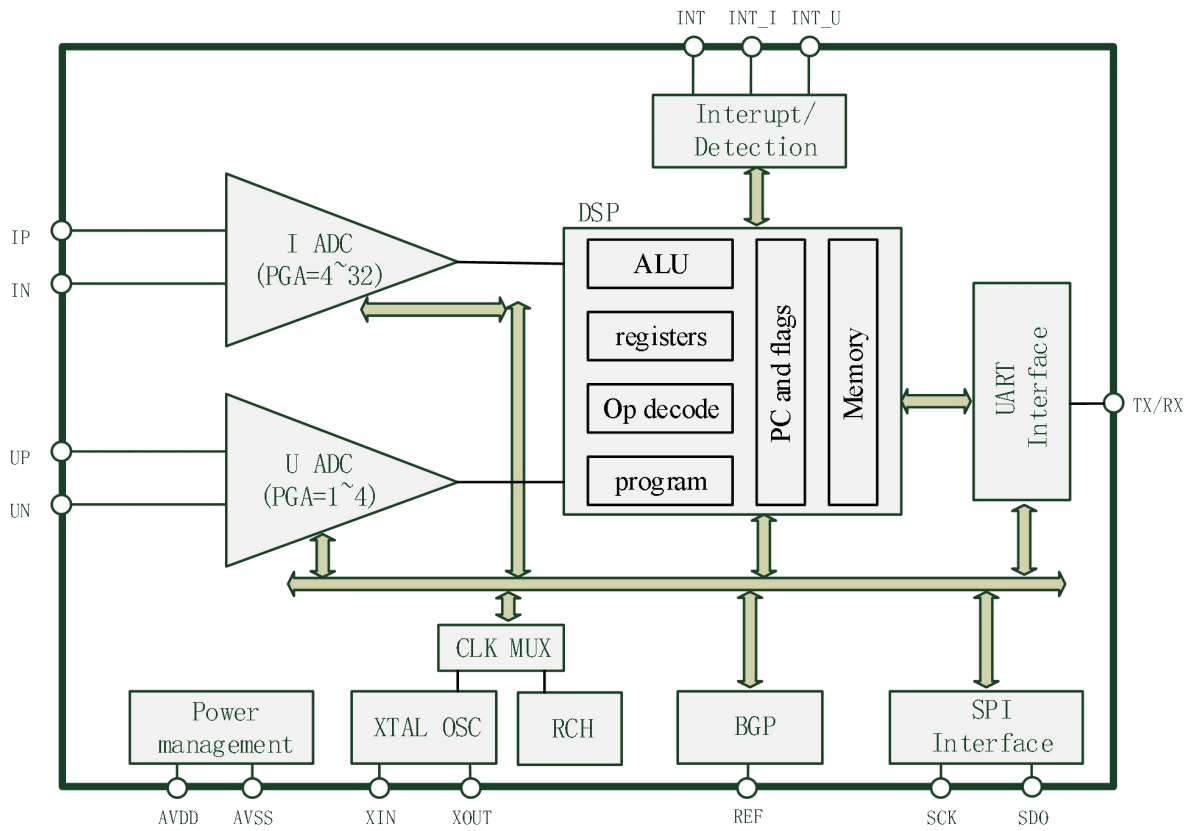 INT INT_I INT_U
Interupt/
Detection
DSP
IP
IN
I ADC
(PGA=4~32)
ALU
registers
Op decode
program
PC and flags
Memory
UART
Interface
TX/RX
UP
UN
U ADC
(PGA=1~4)
CLK MUX
Power
management
XTAL OSC
RCH
BGP
SPI
Interface
AVDD AVSS XIN XOUT REF SCK SDO